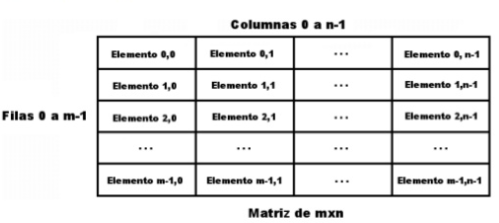 Columnas 0 a n-1
Elemento 0,0 Elemento 0,1 ... Elemento 0, n-1
Elemento 1,0 Elemento 1,1 ... Elemento 1,n-1
Filas 0 a m-1 Elemento 2,0 Elemento 2,1 ... Elemento 2,n-1
... ... ... ...
Elemento m-1,0 Elemento m-1,1 ... Elemento m-1,n-1
Matriz de mxn